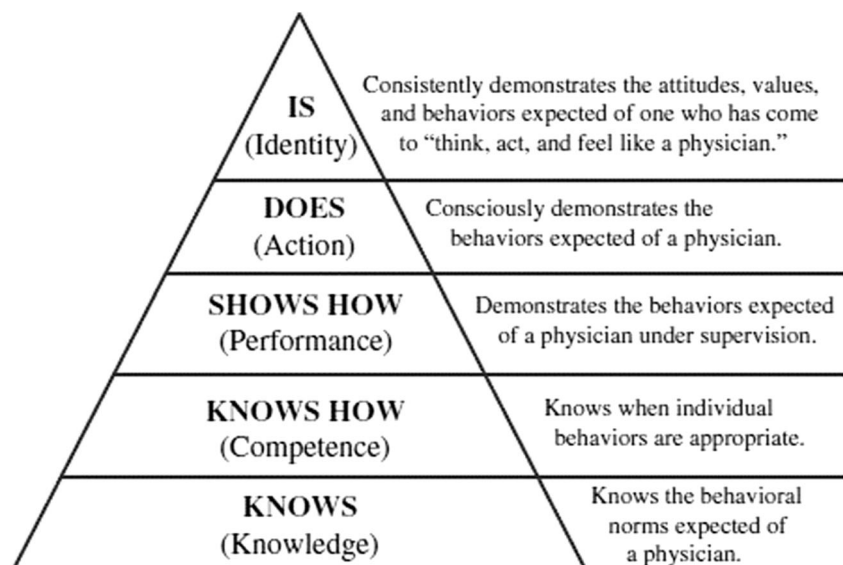 IS
(Identity)
Consistently demonstrates the attitudes, values,
and behaviors expected of one who has come
to “think, act, and feel like a physician.”
DOES
(Action)
Consciously demonstrates the
behaviors expected of a physician.
SHOWS HOW
(Performance)
Demonstrates the behaviors expected
of a physician under supervision.
KNOWS HOW
(Competence)
Knows when individual
behaviors are appropriate.
KNOWS
(Knowledge)
Knows the behavioral
norms expected of
a physician.